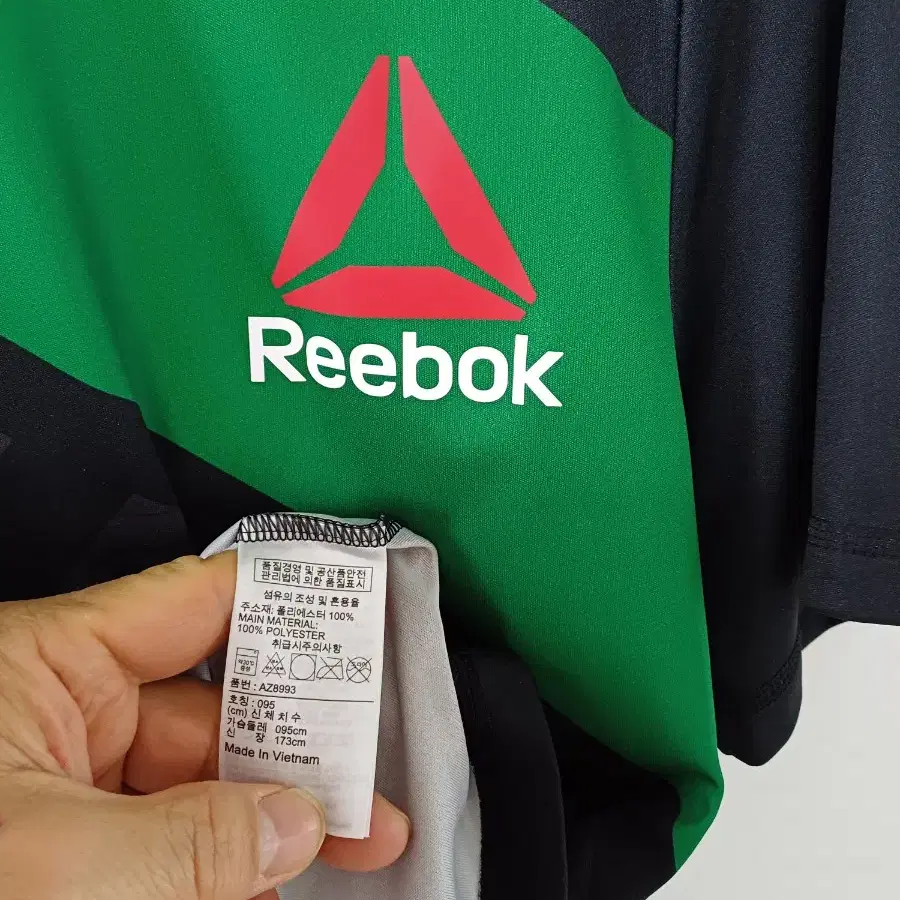 Reebok
품질경영 및 공산품안전
관리법에 의한 품질표시
섬유의 조성 및 혼용율
주소재: 폴리에스터 100%
MAIN MATERIAL:
100% POLYESTER
취급시주의사항
품번 : AZ8993
호칭 : 095
(cm) 신 체 치 수
가슴둘레 095cm
신 장 173cm
Made In Vietnam